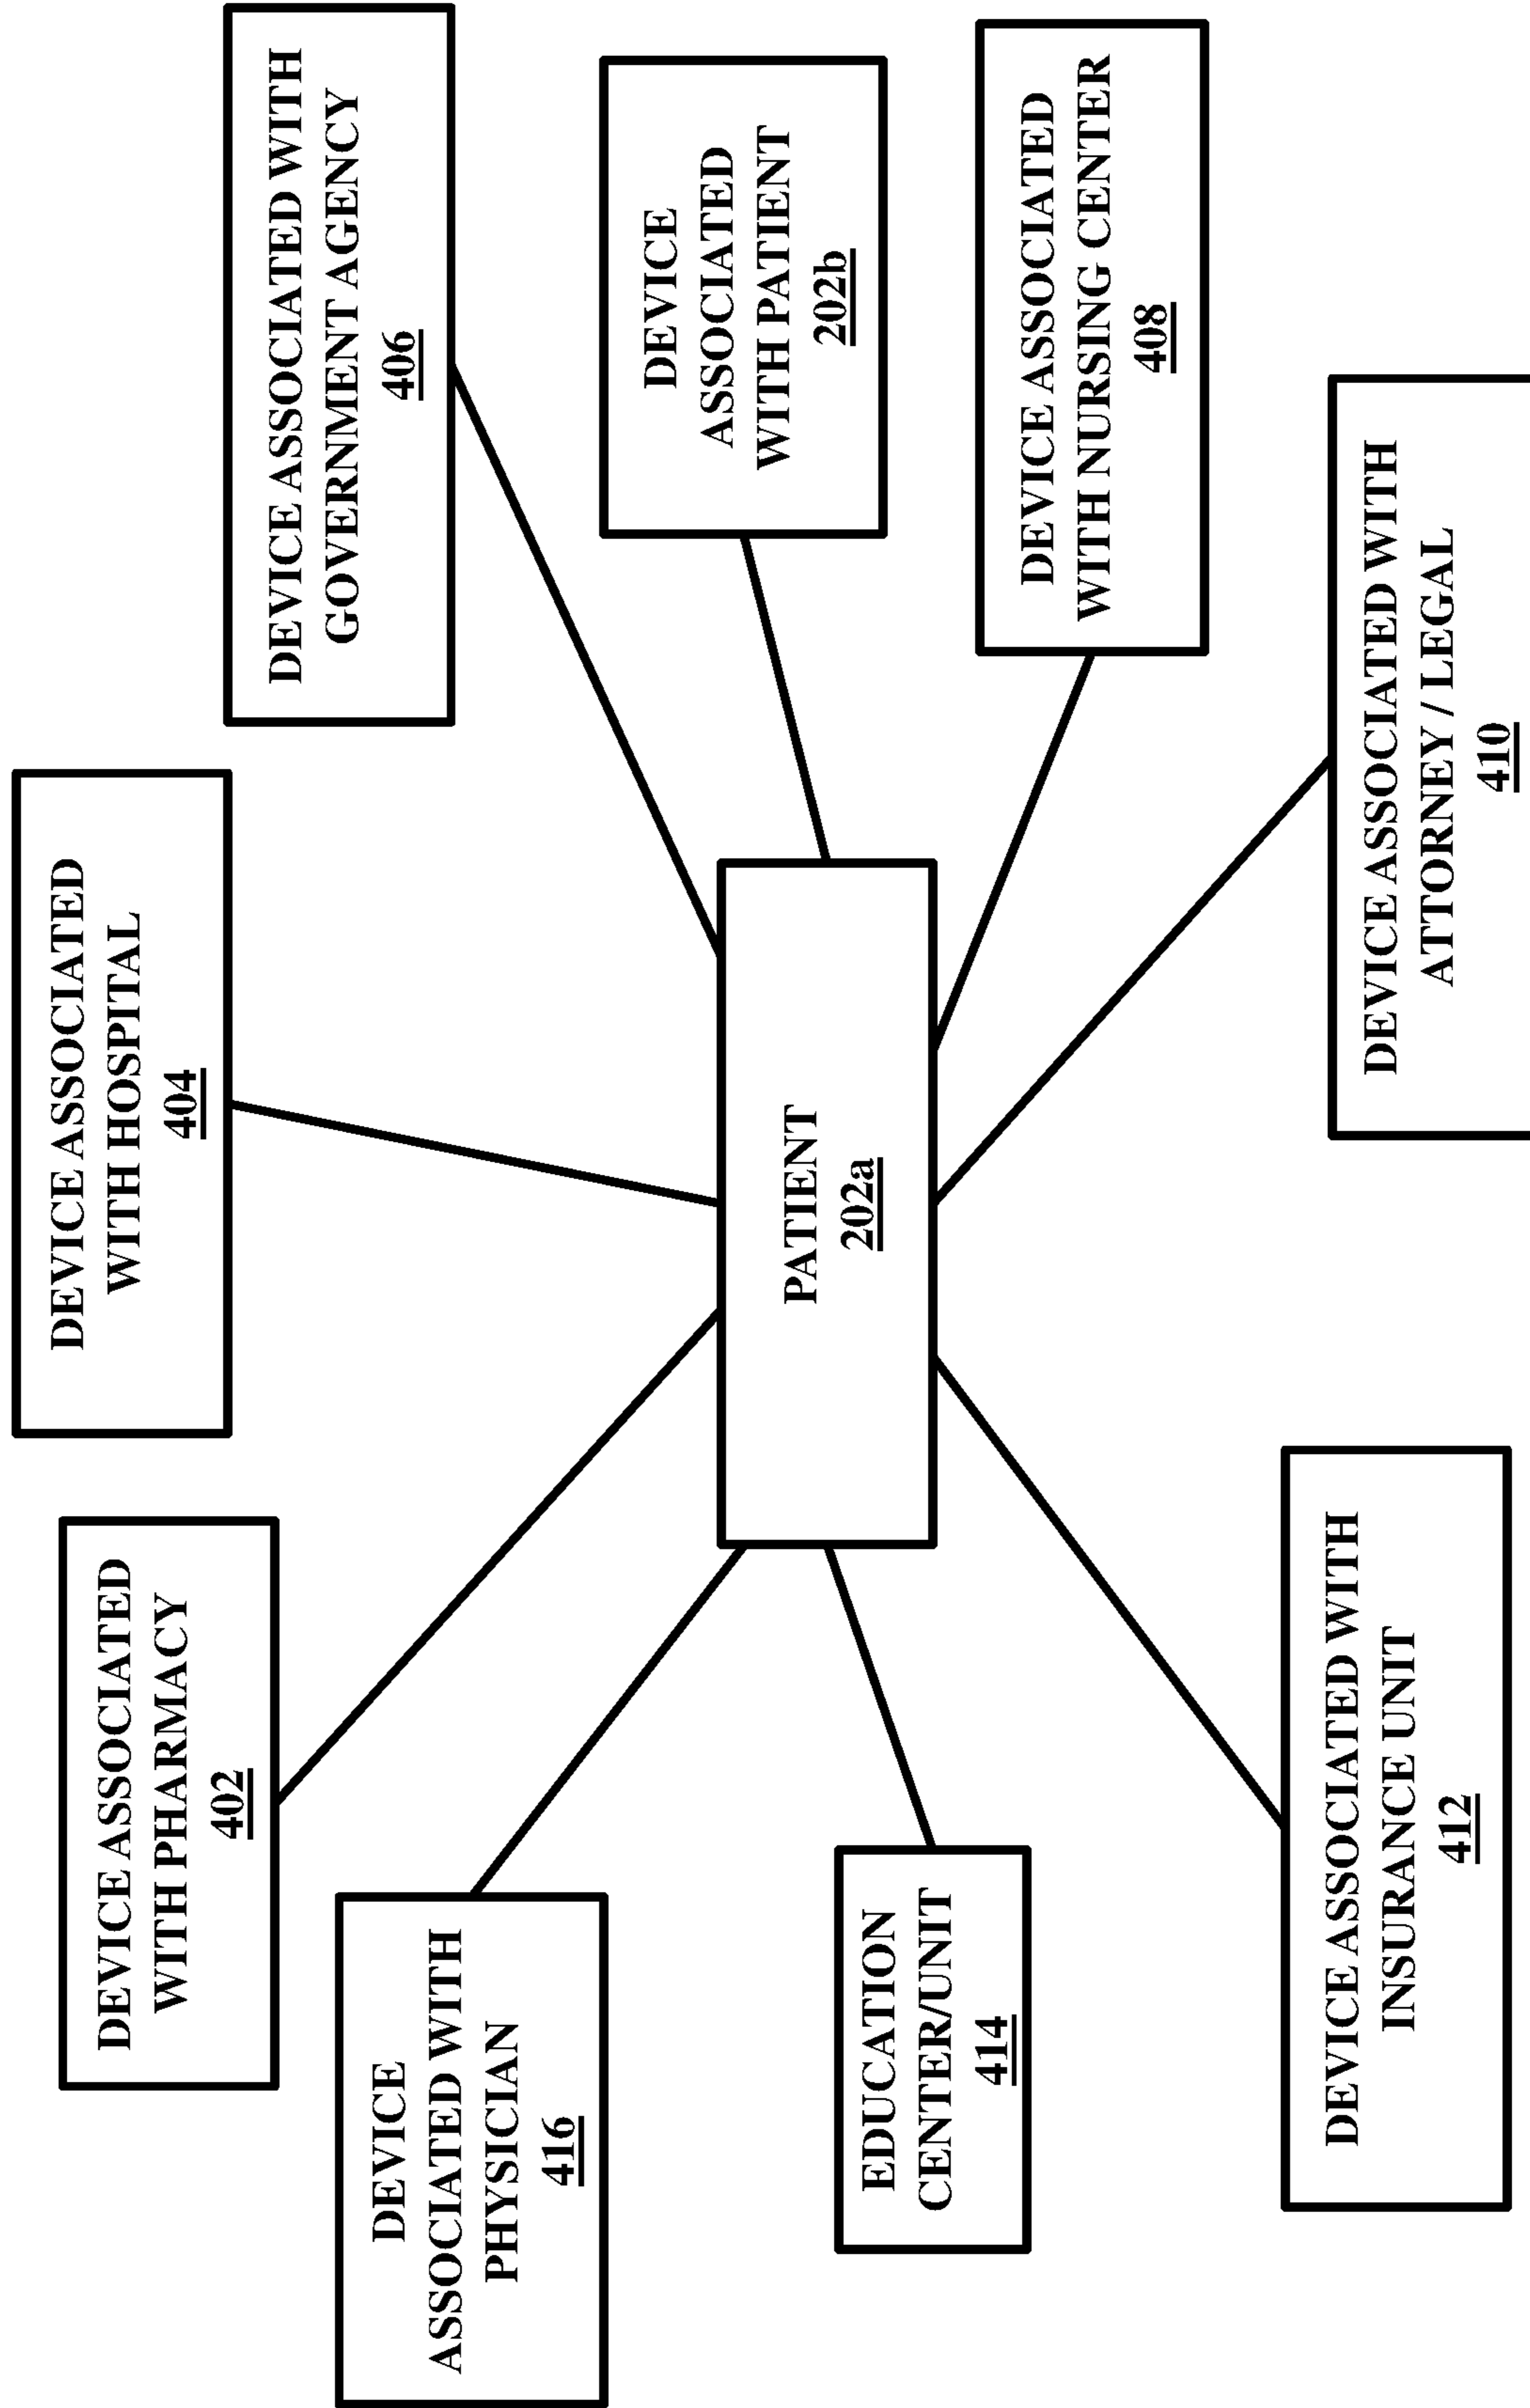 DEVICE ASSOCIATED
WITH PHARMACY
402
DEVICE ASSOCIATED
WITH HOSPITAL
404
DEVICE ASSOCIATED WITH
GOVERNMENT AGENCY
406
DEVICE
ASSOCIATED WITH
PHYSICIAN
416
DEVICE
ASSOCIATED
WITH PATIENT
202b
PATIENT
202a
EDUCATION
CENTER/UNIT
414
DEVICE ASSOCIATED
WITH NURSING CENTER
408
DEVICE ASSOCIATED WITH
INSURANCE UNIT
412
DEVICE ASSOCIATED WITH
ATTORNEY / LEGAL
410